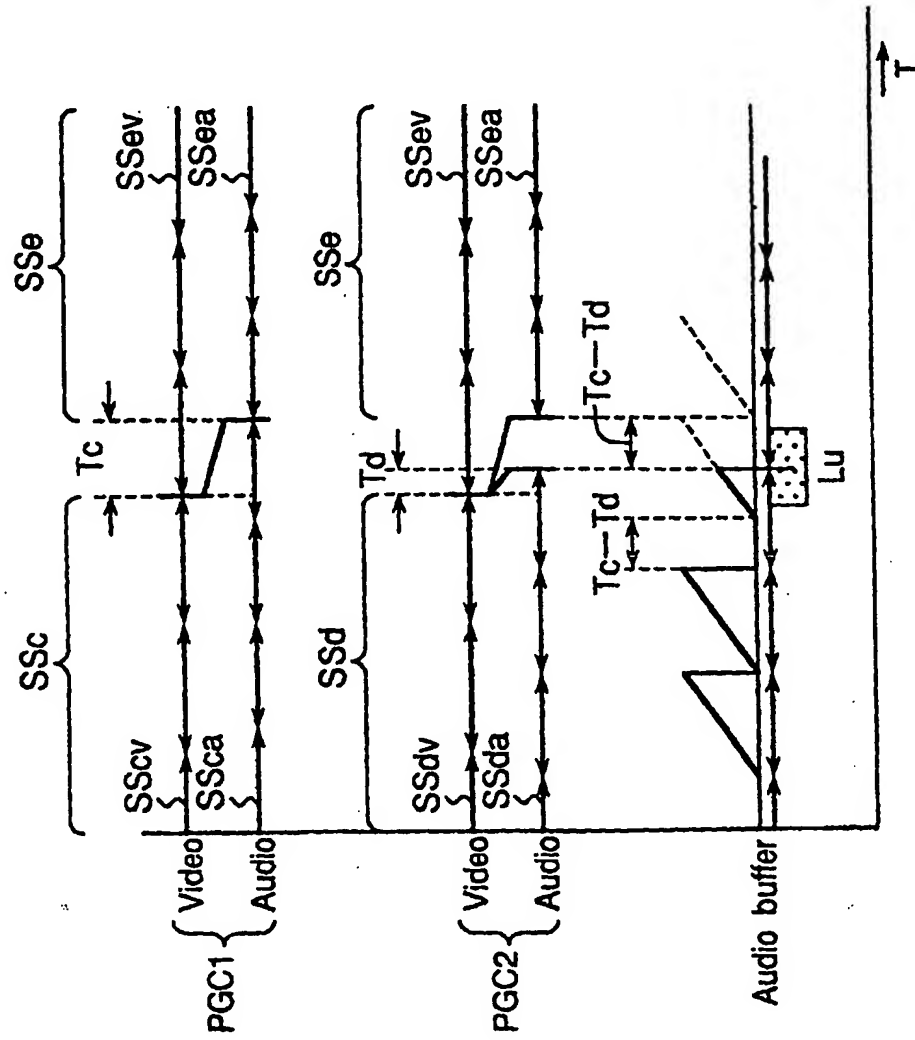 SSc
Tc
SSe
SScv
SSev
Video
SSca
SSea
Audio
PGC1
SSd
Td
SSe
SSdv
SSev
Video
SSda
SSea
Audio
PGC2
Tc—Td
Tc—Td
Audio buffer
Lu
T